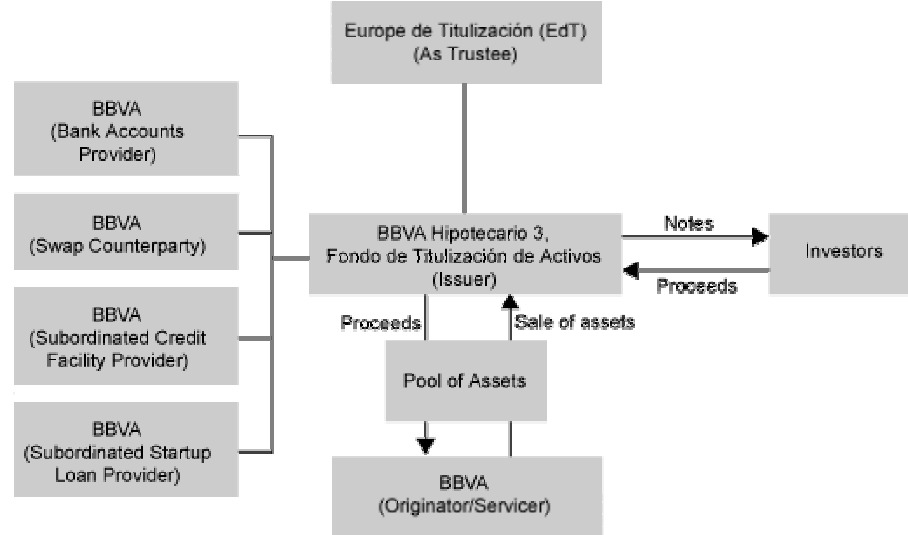 Europe de Titulización (EdT)
(As Trustee)
BBVA
(Bank Accounts
Provider)
BBVA
(Swap Counterparty)
BBVA
(Subordinated Credit
Facility Provider)
BBVA
(Subordinated Startup
Loan Provider)
BBVA Hipotecario 3,
Fondo de Titulización de Activos
(Issuer)
Notes
Proceeds
Investors
Proceeds
Sale of assets
Pool of Assets
BBVA
(Originator/Servicer)